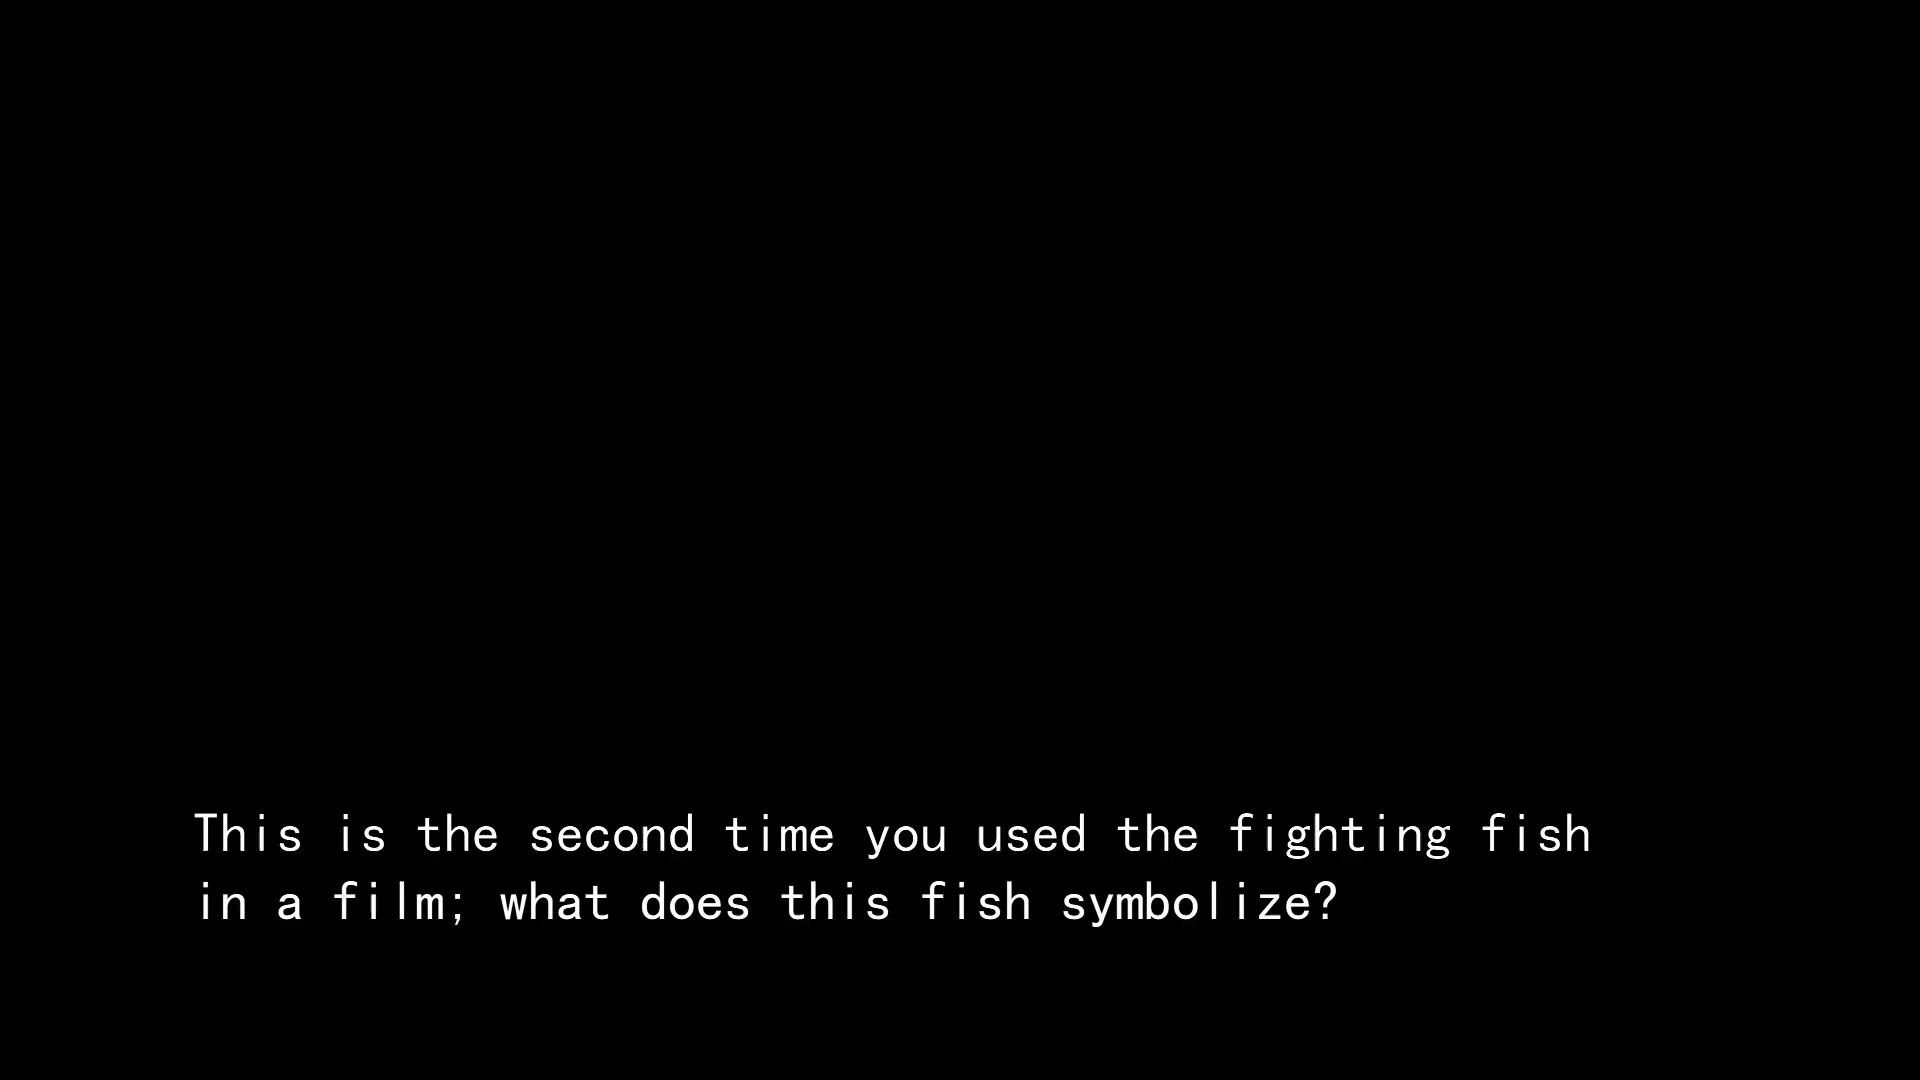 This is the second time you used the fighting fish
in a film; what does this fish symbolize?